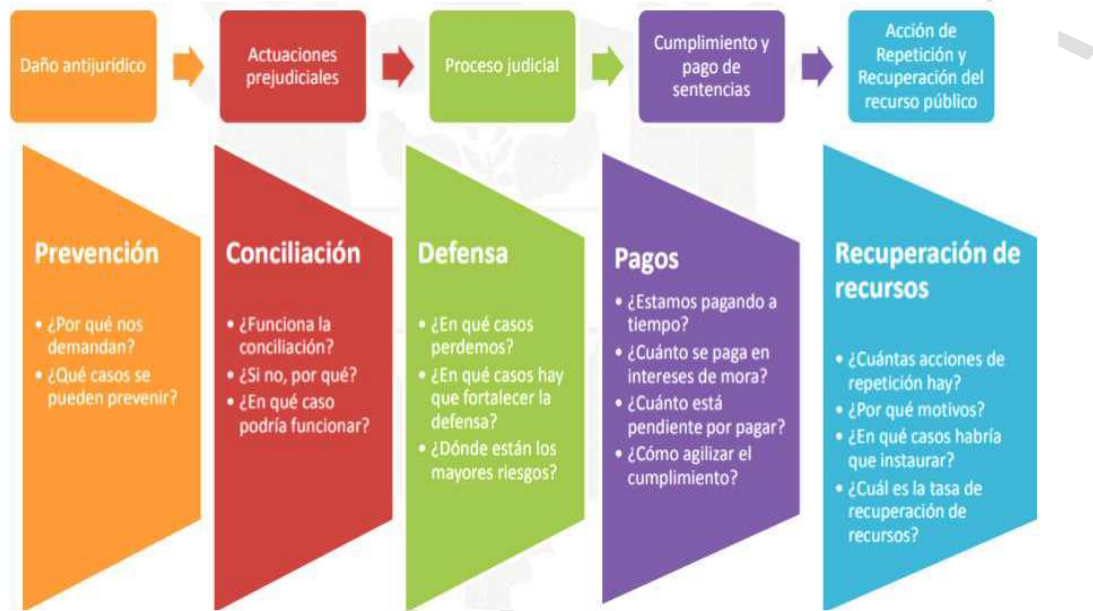 Daño antijurídico
Actuaciones
prejudiciales
Proceso judicial
Cumplimiento y
pago de
sentencias
Acción de
Repetición y
Recuperación del
recurso público
Prevención
• ¿Por qué nos
demandan?
• ¿Qué casos se
pueden prevenir?
Conciliación
• ¿Funciona la
conciliación?
• ¿Si no, por qué?
• ¿En qué caso
podría funcionar?
Defensa
• ¿En qué casos
perdemos?
• ¿En qué casos hay
que fortalecer la
defensa?
• ¿Dónde están los
mayores riesgos?
Pagos
• ¿Estamos pagando a
tiempo?
• ¿Cuánto se paga en
intereses de mora?
• ¿Cuánto está
pendiente por pagar?
• ¿Cómo agilizar el
cumplimiento?
Recuperación de
recursos
• ¿Cuántas acciones de
repetición hay?
• ¿Por qué motivos?
• ¿En qué casos habría
que instaurar?
• ¿Cuál es la tasa de
recuperación de
recursos?